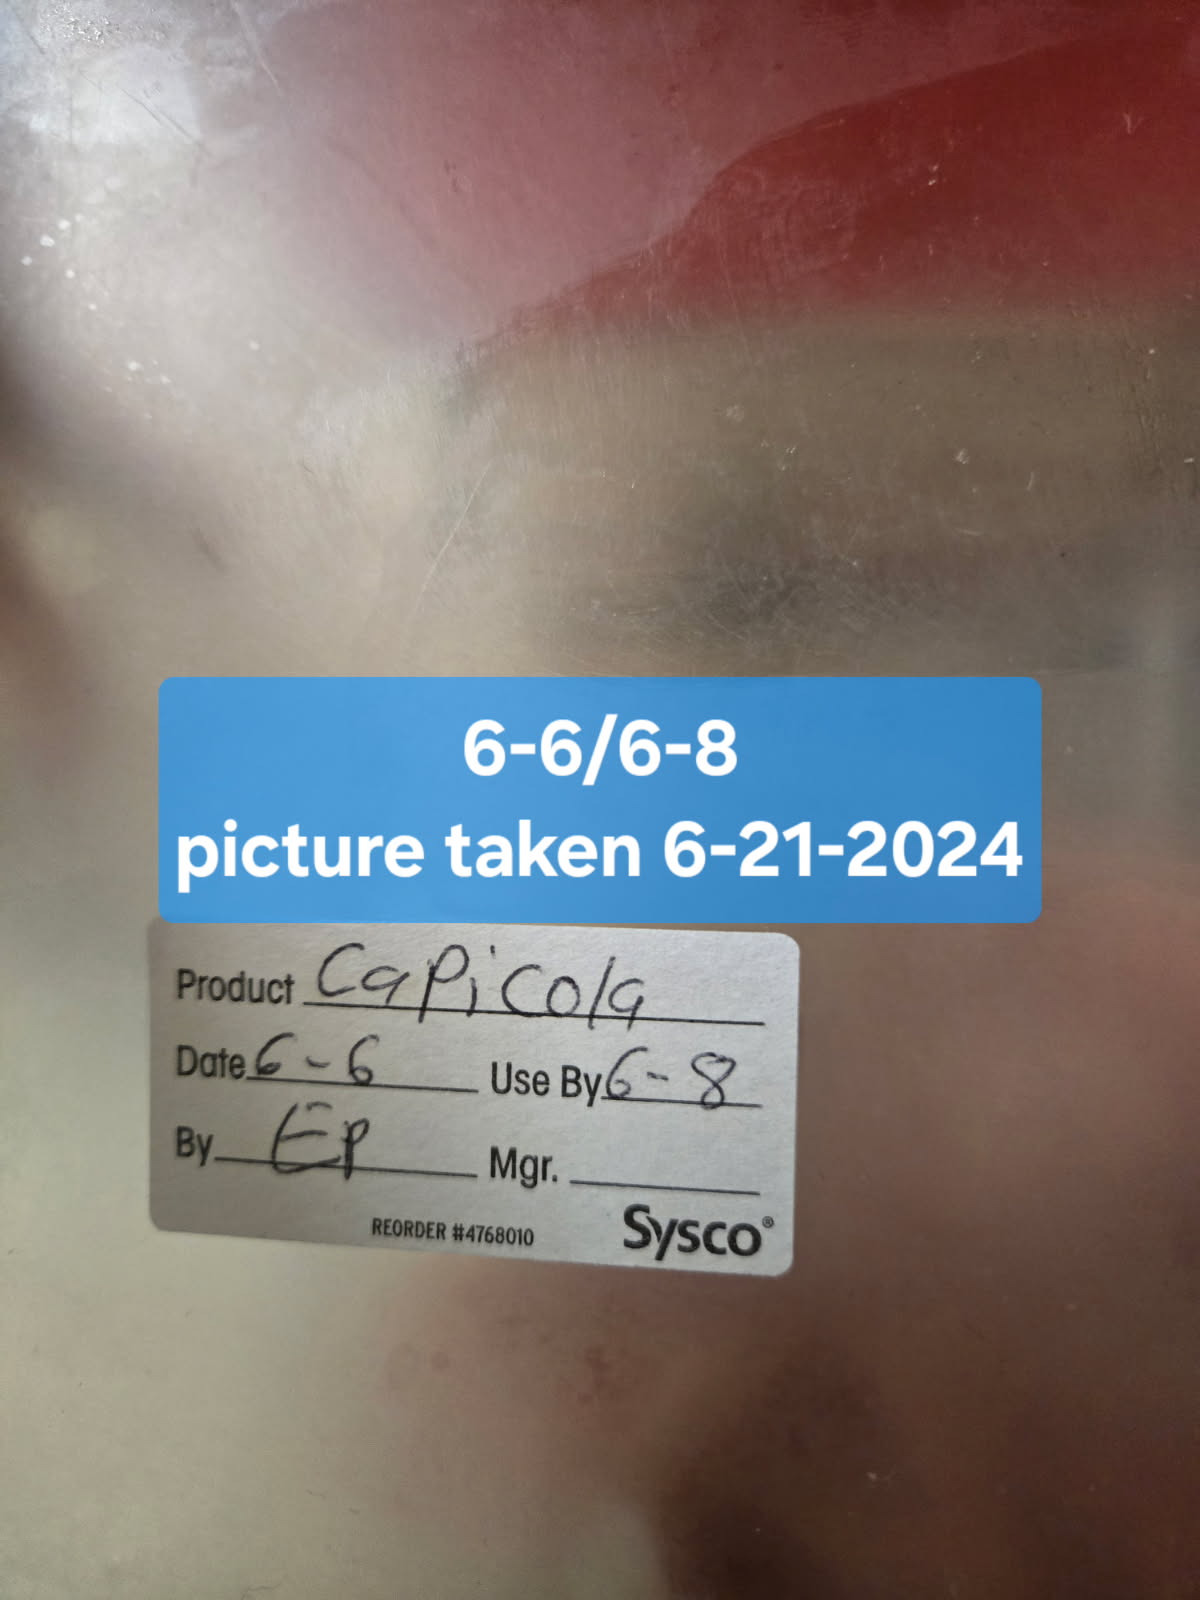 6-6/6-8
picture taken 6-21-2024
Product Capicola
Date 6-6 Use By 6-8
By EP Mgr.
REORDER #4768010 Sysco®